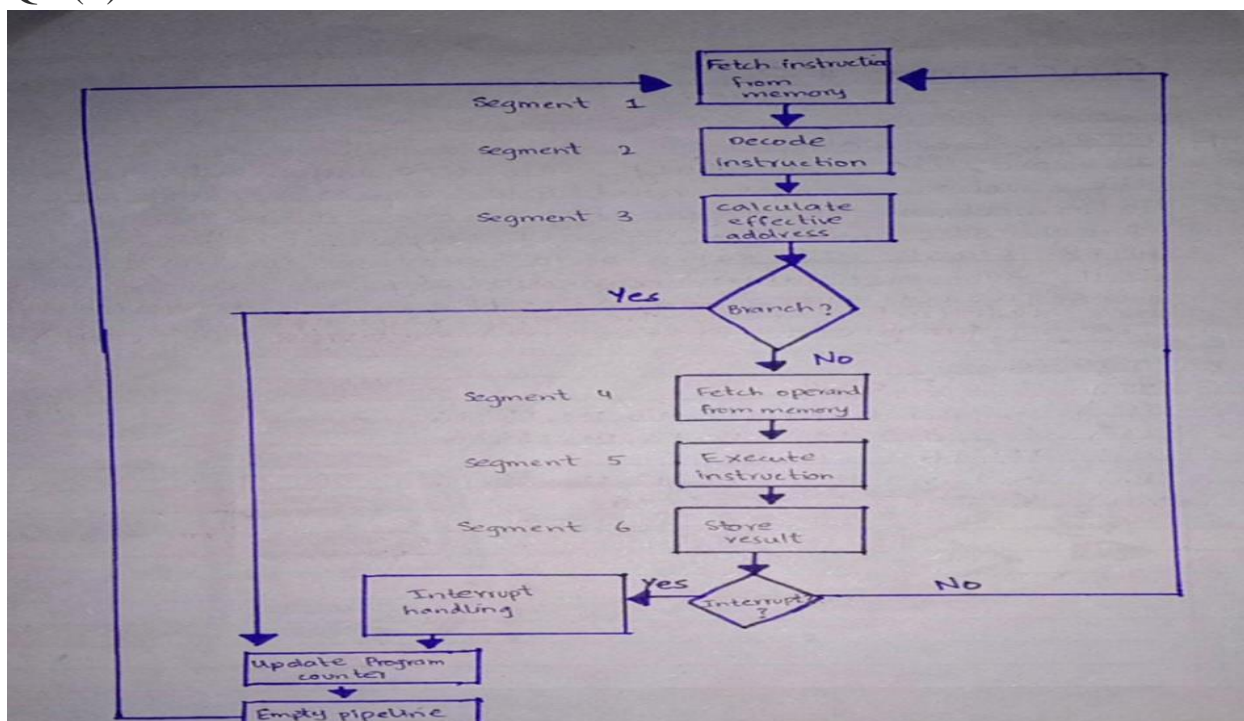 Fetch instruction
from
memory
Segment 1
Decode
instruction
Segment 2
Calculate
effective
address
Segment 3
Branch?
Yes
No
Fetch operand
from memory
Segment 4
Execute
instruction
Segment 5
Store
result
Segment 6
Interrupt
?
Yes
No
Interrupt
handling
Update Program
counter
Empty pipeline